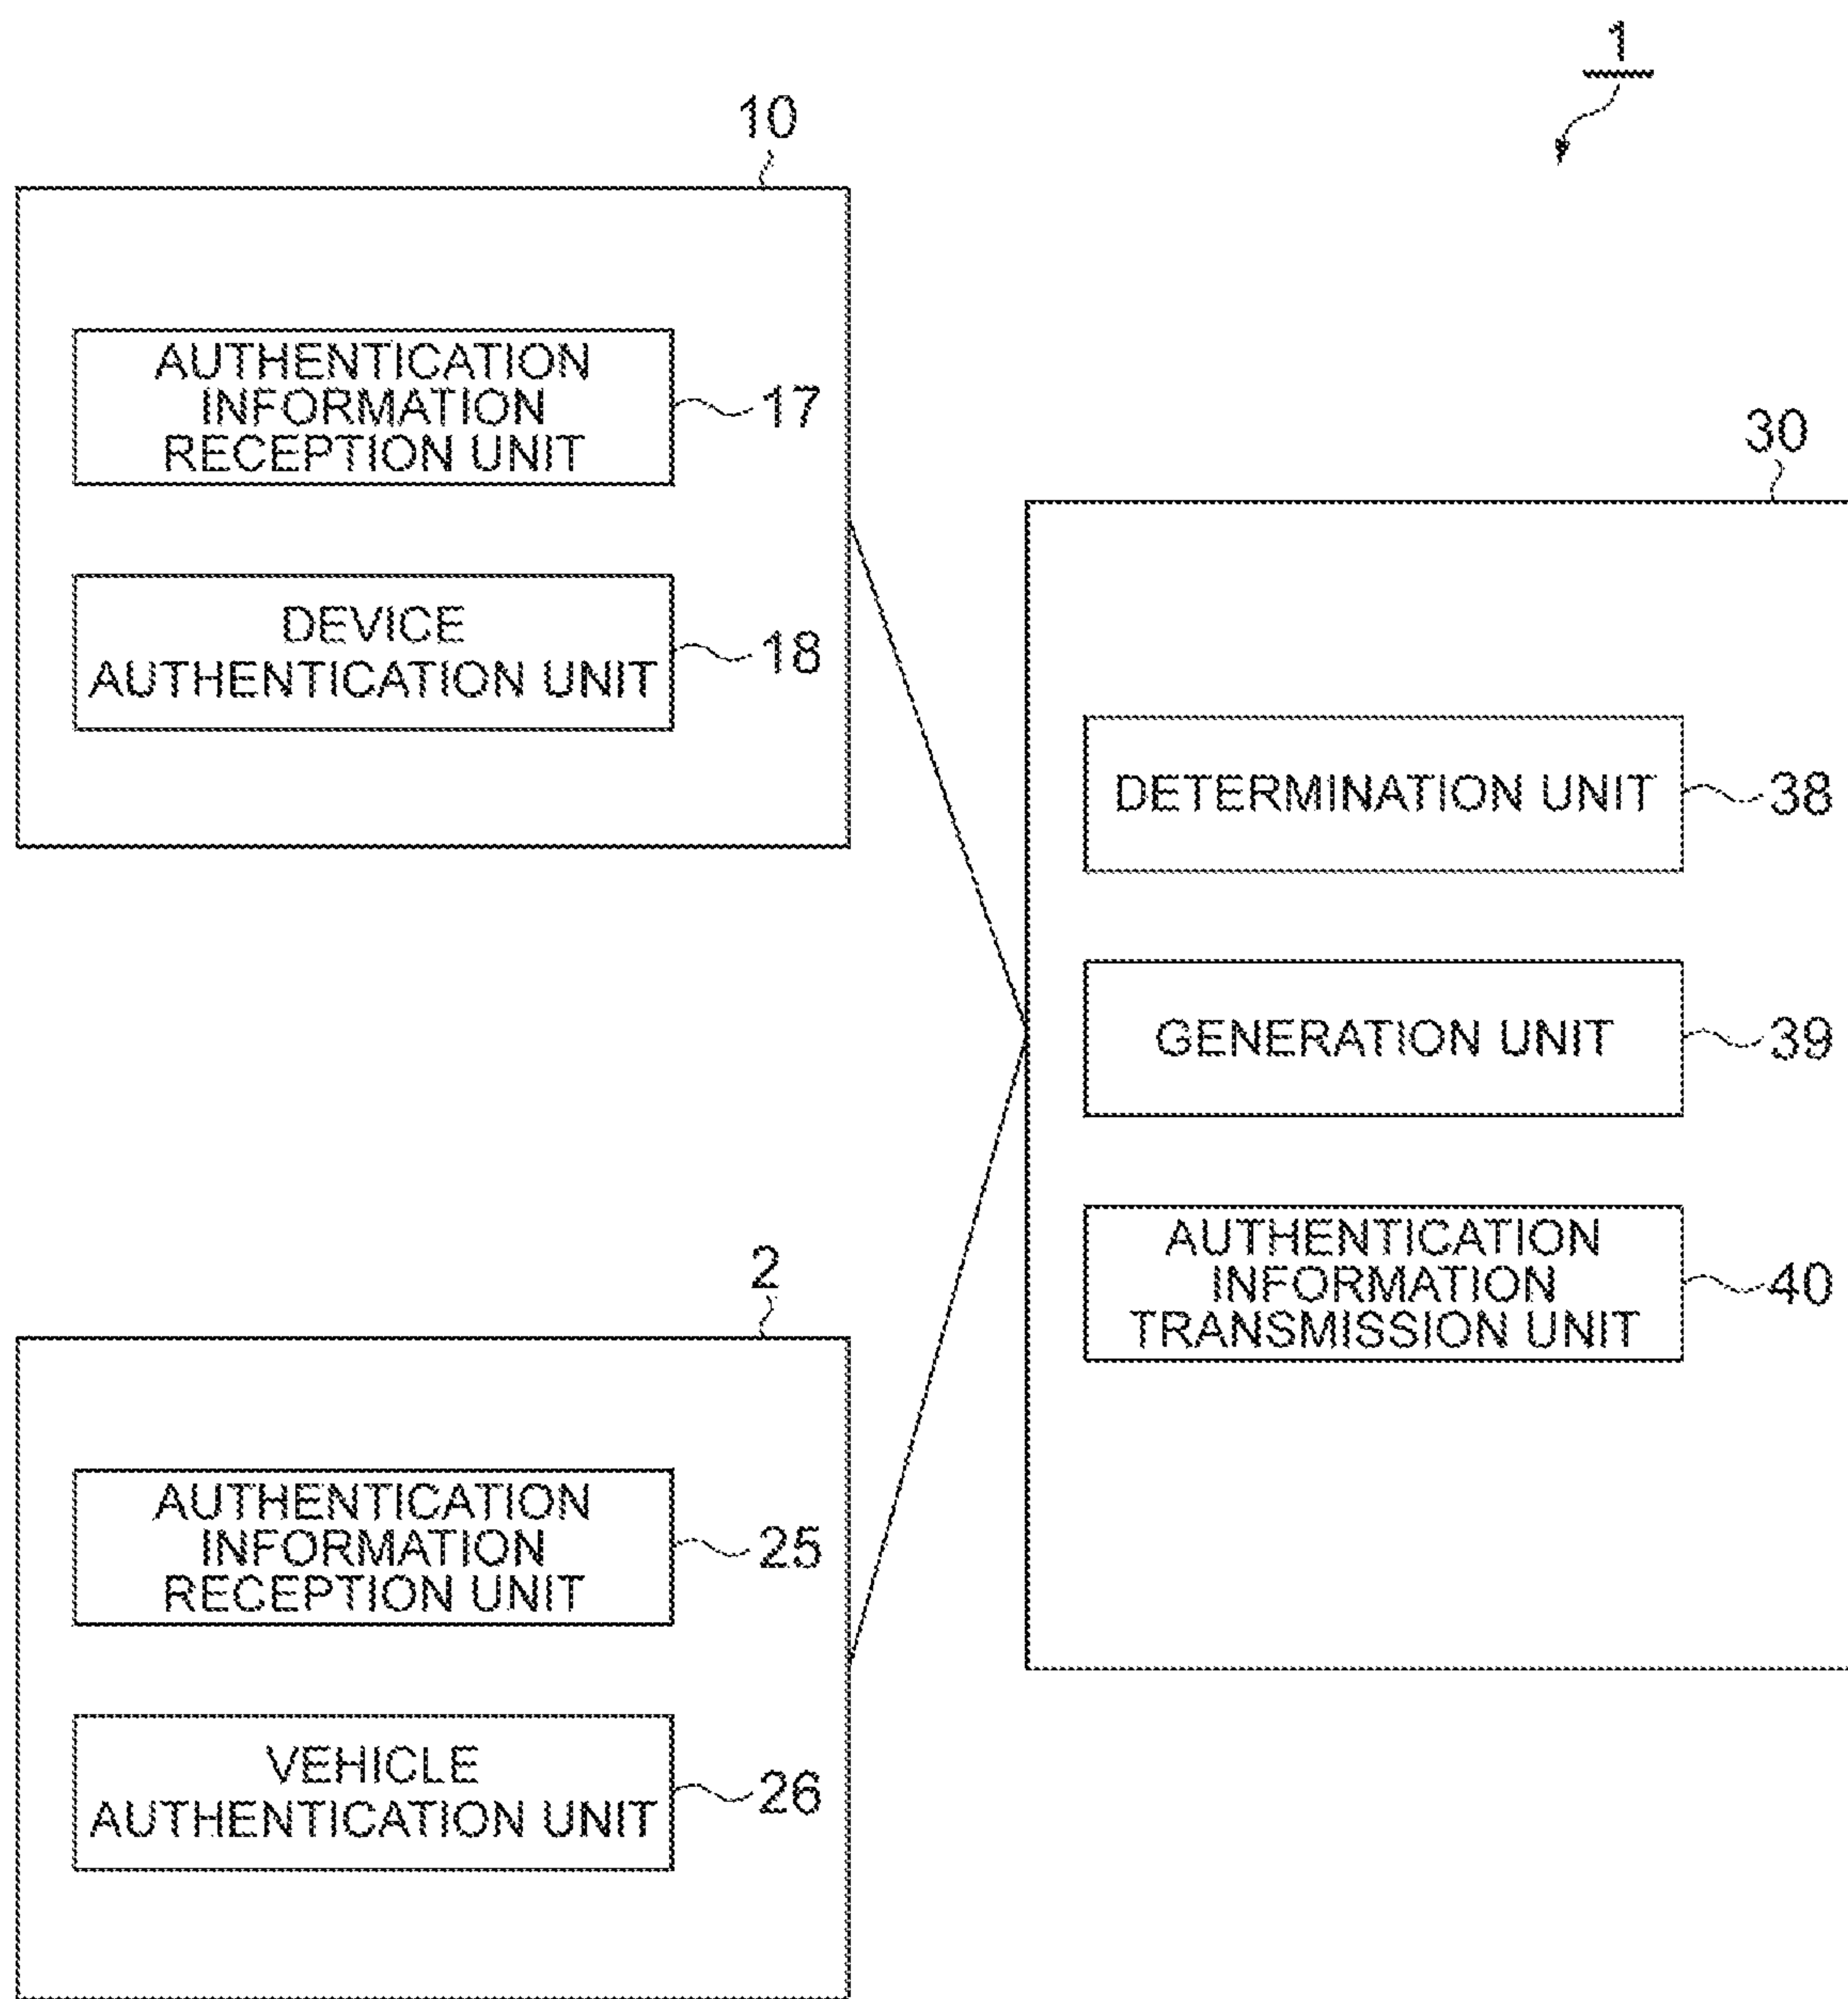 1
10
AUTHENTICATION
INFORMATION
RECEPTION UNIT
17
DEVICE
AUTHENTICATION UNIT
18
30
DETERMINATION UNIT
38
GENERATION UNIT
39
AUTHENTICATION
INFORMATION
TRANSMISSION UNIT
40
2
AUTHENTICATION
INFORMATION
RECEPTION UNIT
25
VEHICLE
AUTHENTICATION UNIT
26